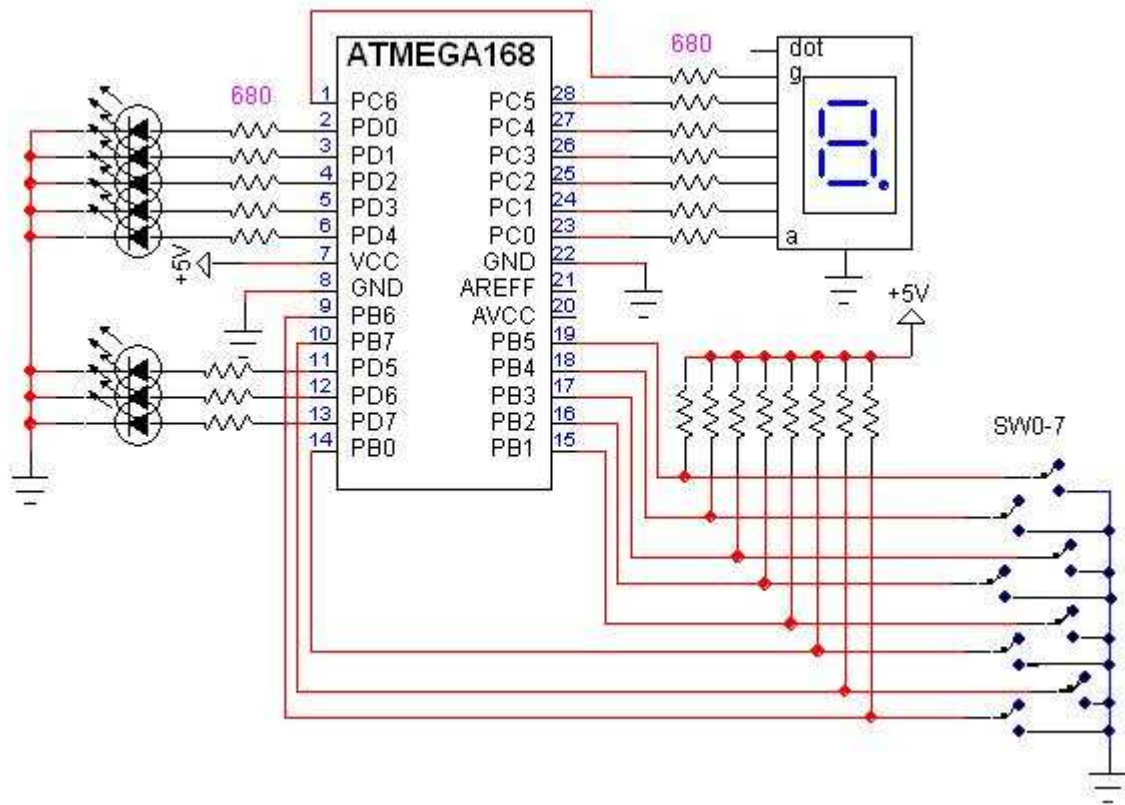 ATMEGA168
680
680
dot
g
a
1 PC6
2 PD0
3 PD1
4 PD2
5 PD3
6 PD4
7 VCC
8 GND
9 PB6
10 PB7
11 PD5
12 PD6
13 PD7
14 PB0
PC5 28
PC4 27
PC3 26
PC2 25
PC1 24
PC0 23
GND 22
AREFF 21
AVCC 20
PB5 19
PB4 18
PB3 17
PB2 16
PB1 15
+5V
+5V
SW0-7